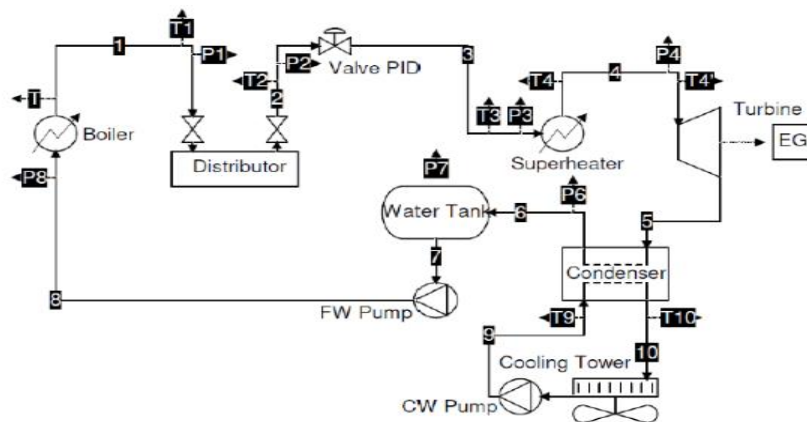 1
T1
P1
T
Boiler
P8
Distributor
T2
2
P2
Valve PID
3
T3
P3
T4
Superheater
4
P4
T4'
Turbine
EG
5
P7
Water Tank
6
P6
7
Condenser
8
FW Pump
9
T9
T10
10
Cooling Tower
CW Pump